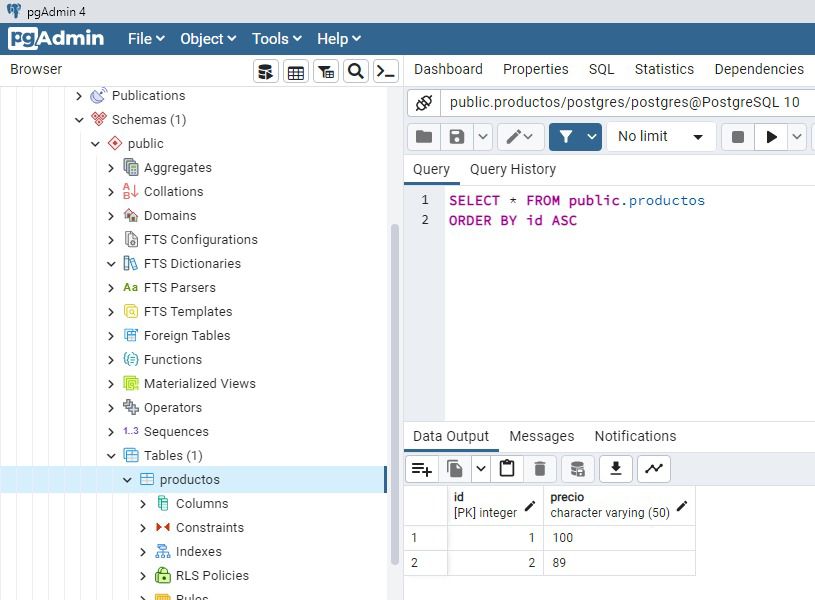 pgAdmin 4
pgAdmin File Object Tools Help
Browser
Dashboard Properties SQL Statistics Dependencies
Publications
Schemas (1)
public
Aggregates
Collations
Domains
FTS Configurations
FTS Dictionaries
Aa FTS Parsers
FTS Templates
Foreign Tables
Functions
Materialized Views
Operators
1..3 Sequences
Tables (1)
productos
Columns
Constraints
Indexes
RLS Policies
Rules
public.productos/postgres/postgres@PostgreSQL 10
No limit
Query Query History
1 SELECT * FROM public.productos
2 ORDER BY id ASC
Data Output Messages Notifications
id precio
[PK] integer character varying (50)
1 1 100
2 2 89